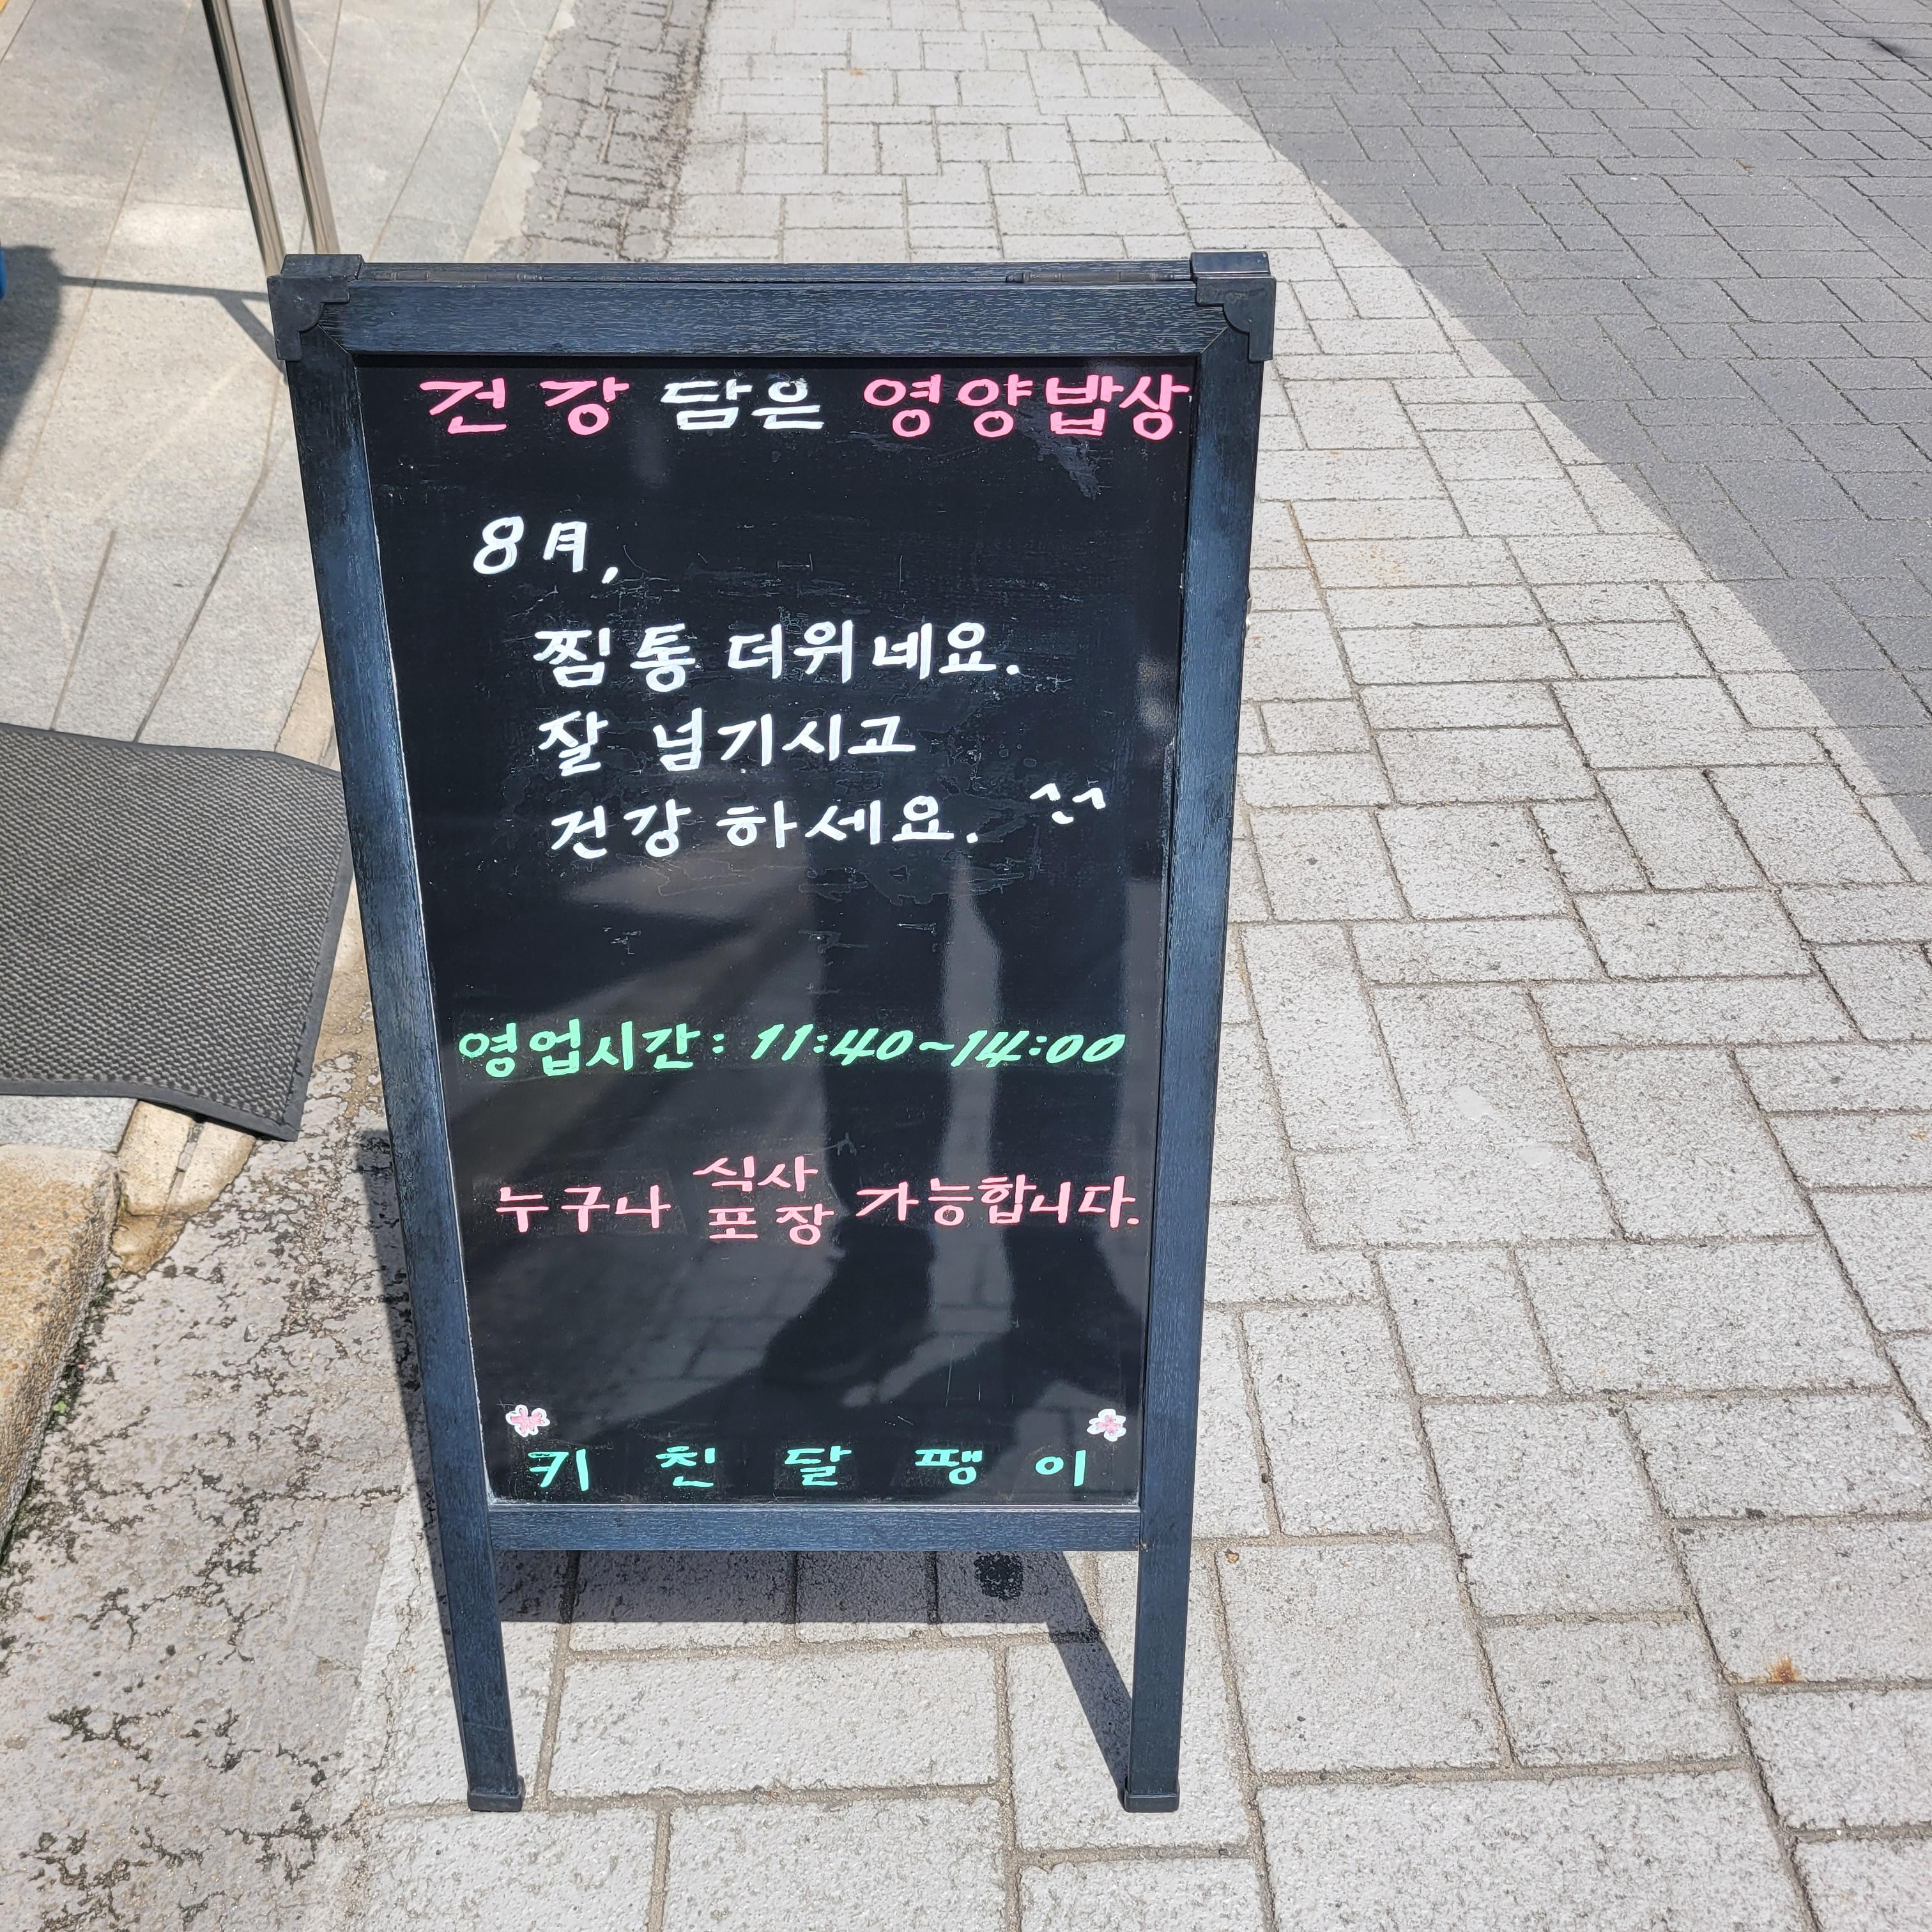 건강 담은 영양밥상
8月,
찜통 더위네요.
잘 넘기시고
건강 하세요. ^-^
영업시간: 11:40~14:00
누구나 식사 포장 가능합니다.
키친달팽이